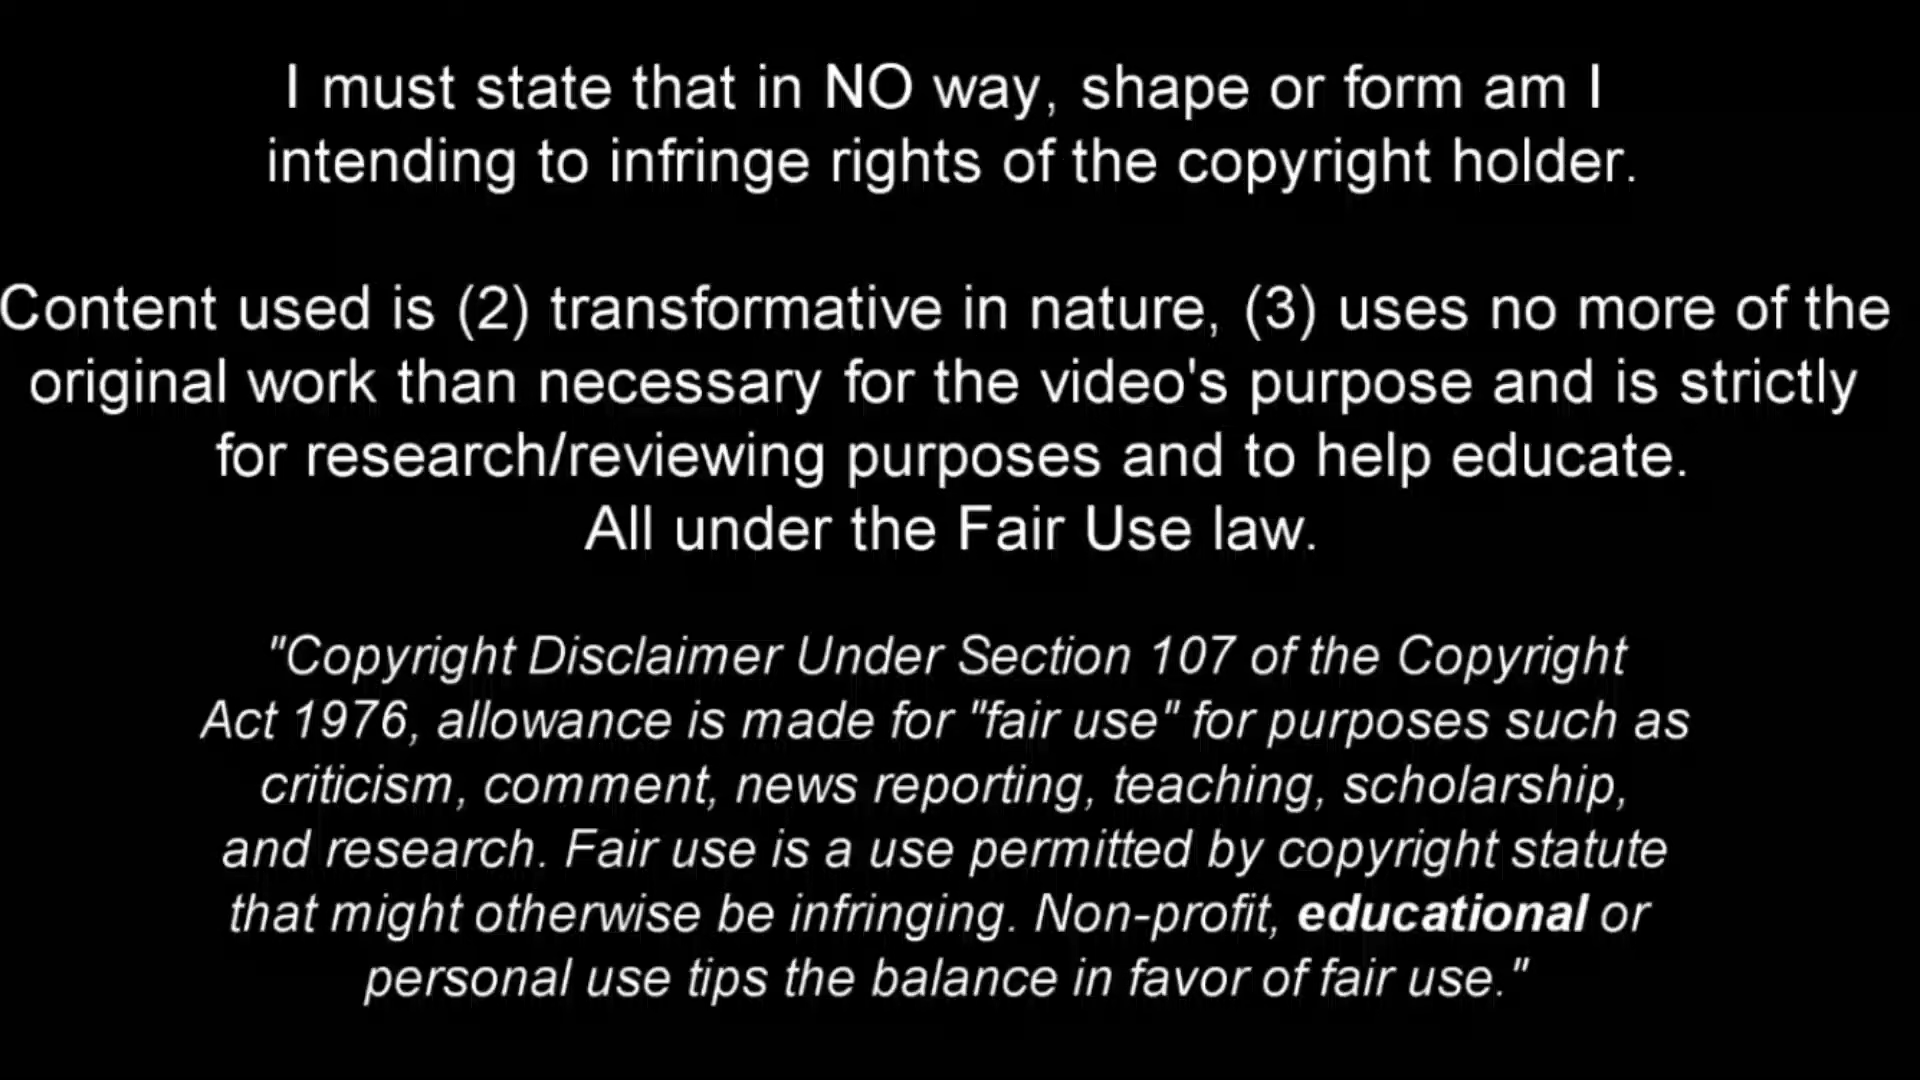 I must state that in NO way, shape or form am I
intending to infringe rights of the copyright holder.
Content used is (2) transformative in nature, (3) uses no more of the
original work than necessary for the video's purpose and is strictly
for research/reviewing purposes and to help educate.
All under the Fair Use law.
"Copyright Disclaimer Under Section 107 of the Copyright
Act 1976, allowance is made for "fair use" for purposes such as
criticism, comment, news reporting, teaching, scholarship,
and research. Fair use is a use permitted by copyright statute
that might otherwise be infringing. Non-profit, educational or
personal use tips the balance in favor of fair use."